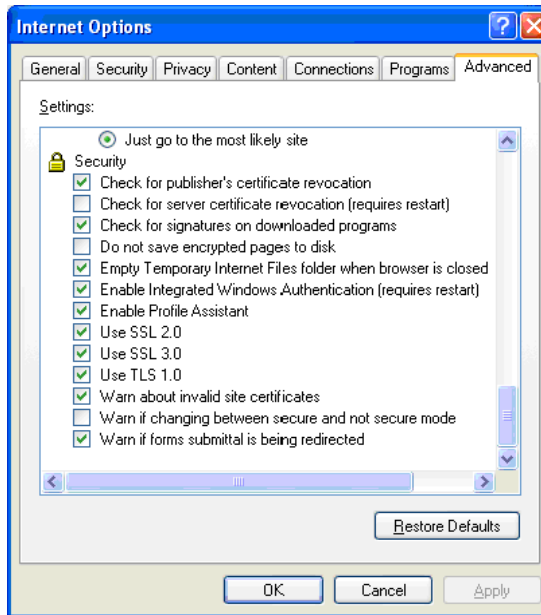 Internet Options
General Security Privacy Content Connections Programs Advanced
Settings:
Just go to the most likely site
Security
Check for publisher's certificate revocation
Check for server certificate revocation (requires restart)
Check for signatures on downloaded programs
Do not save encrypted pages to disk
Empty Temporary Internet Files folder when browser is closed
Enable Integrated Windows Authentication (requires restart)
Enable Profile Assistant
Use SSL 2.0
Use SSL 3.0
Use TLS 1.0
Warn about invalid site certificates
Warn if changing between secure and not secure mode
Warn if forms submittal is being redirected
Restore Defaults
OK Cancel Apply